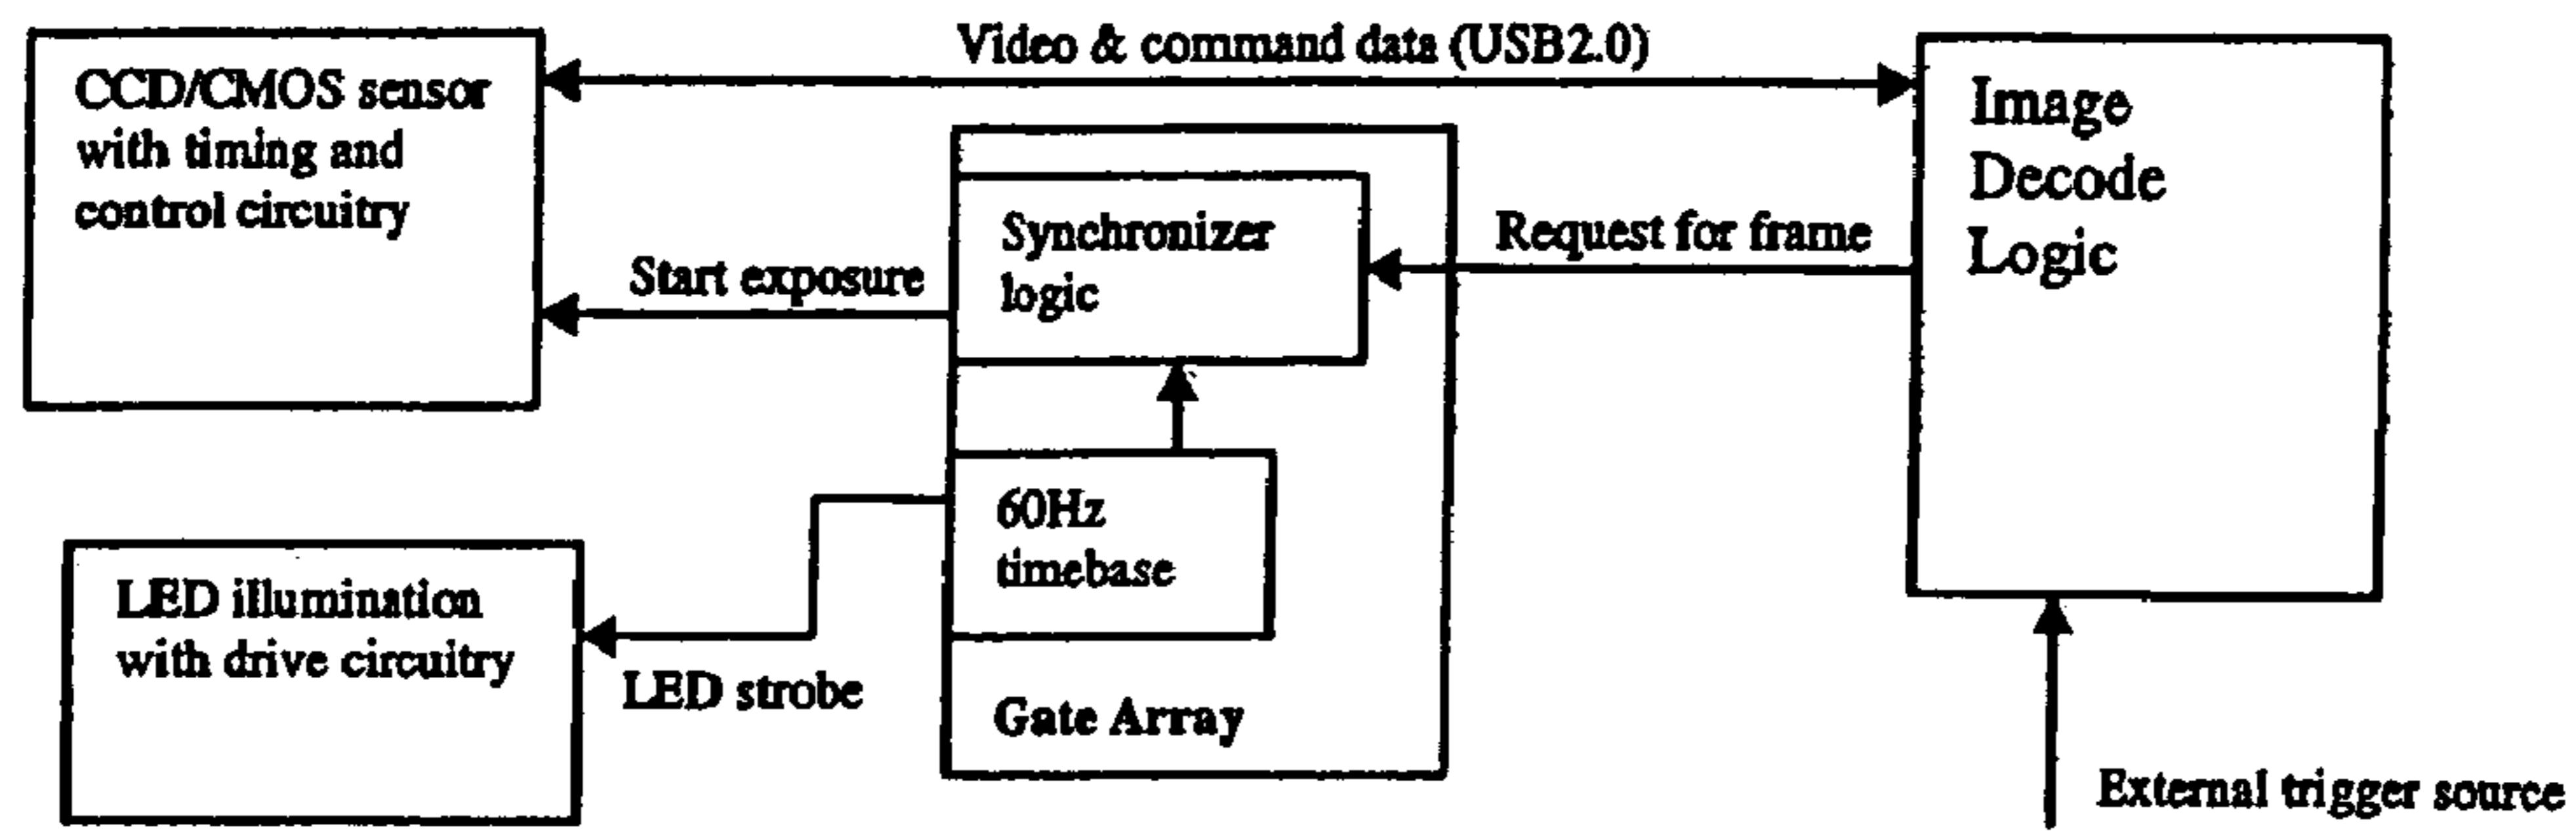 Video & command data (USB2.0)
CCD/CMOS sensor
with timing and
control circuitry
Image
Decode
Logic
Synchronizer
logic
Request for frame
Start exposure
60Hz
timebase
LED illumination
with drive circuitry
LED strobe
Gate Array
External trigger source